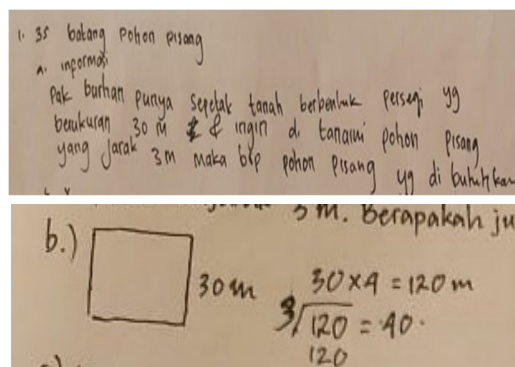 1. 35 batang pohon pisang
a. informasi
Pak burhan punya sepetak tanah berbentuk persegi yg
berukuran 30 m & ingin di tanami pohon pisang
yang jarak 3m maka brp pohon pisang yg di butuhkan
3 m. Berapakah ju
b.)
30 m
30 x 4 = 120 m
3/120 = 40.
120